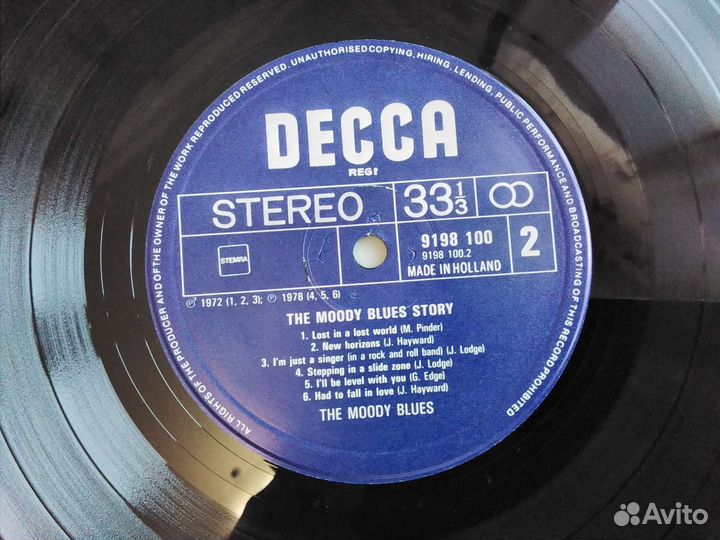 ALL RIGHTS OF THE PRODUCER AND OF THE OWNER OF THE WORK REPRODUCED RESERVED. UNAUTHORISED COPYING, HIRING, LENDING, PUBLIC PERFORMANCE AND BROADCASTING OF THIS RECORD PROHIBITED
DECCA
REG!
STEREO 33 1/3
9198 100
9198 100.2
MADE IN HOLLAND
2
STEMRA
℗ 1972 (1, 2, 3); ℗ 1978 (4, 5, 6)
THE MOODY BLUES STORY
1. Lost in a lost world (M. Pinder)
2. New horizons (J. Hayward)
3. I'm just a singer (in a rock and roll band) (J. Lodge)
4. Stepping in a slide zone (J. Lodge)
5. I'll be level with you (G. Edge)
6. Had to fall in love (J. Hayward)
THE MOODY BLUES
Avito